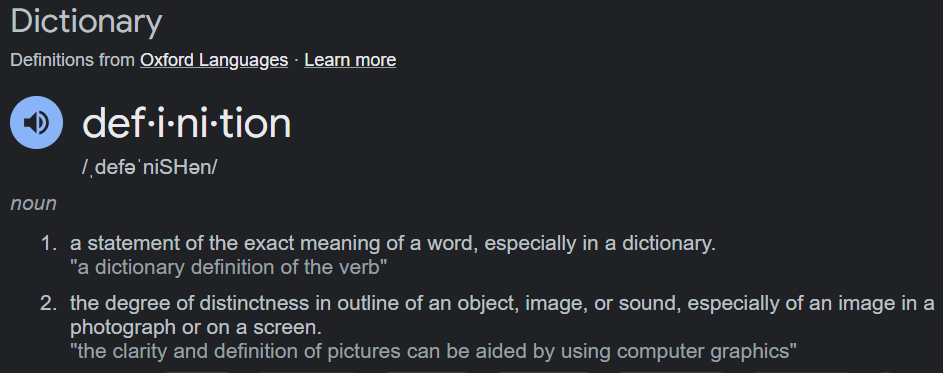 Dictionary
Definitions from Oxford Languages · Learn more
def·i·ni·tion
/ˌdefəˈniSHən/
noun
1. a statement of the exact meaning of a word, especially in a dictionary.
"a dictionary definition of the verb"
2. the degree of distinctness in outline of an object, image, or sound, especially of an image in a
photograph or on a screen.
"the clarity and definition of pictures can be aided by using computer graphics"